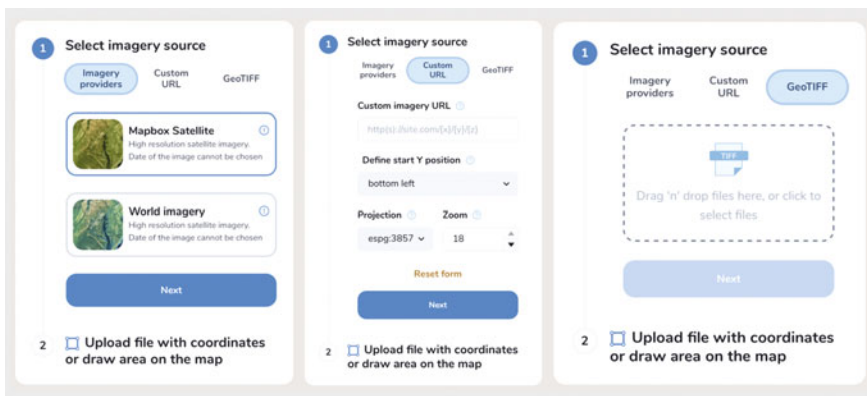 1 Select imagery source
Imagery providers
Custom URL
GeoTIFF
Mapbox Satellite
High resolution satellite imagery.
Date of the image cannot be chosen
World imagery
High resolution satellite imagery.
Date of the image cannot be chosen
Next
2 Upload file with coordinates
or draw area on the map
1 Select imagery source
Imagery providers
Custom URL
GeoTIFF
Custom imagery URL
http(s)://site.com/{x}/{y}/{z}
Define start Y position
bottom left
Projection Zoom
espg:3857 18
Reset form
Next
2 Upload file with coordinates
or draw area on the map
1 Select imagery source
Imagery providers
Custom URL
GeoTIFF
TIFF
Drag 'n' drop files here, or click to
select files
Next
2 Upload file with coordinates
or draw area on the map